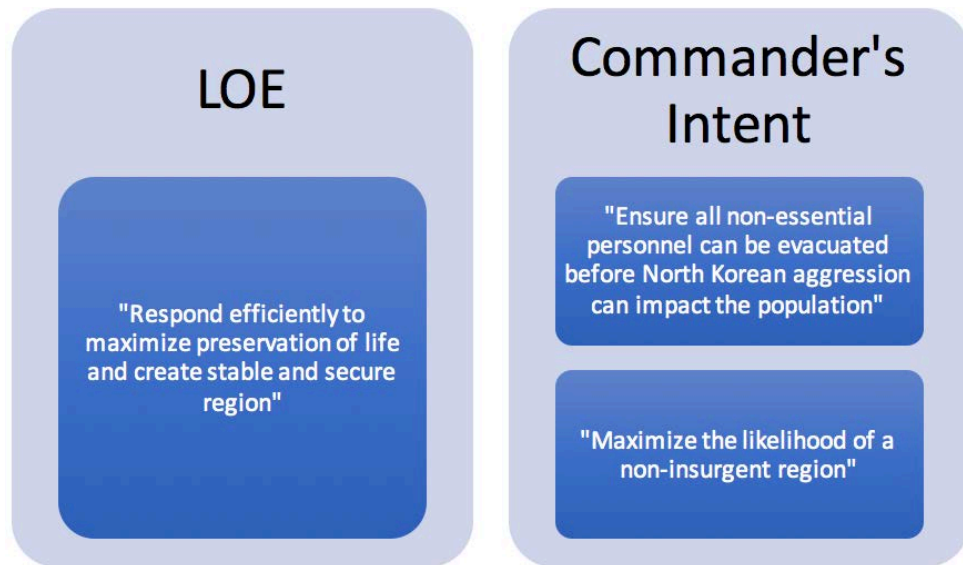 LOE
"Respond efficiently to
maximize preservation of life
and create stable and secure
region"
Commander's
Intent
"Ensure all non-essential
personnel can be evacuated
before North Korean aggression
can impact the population"
"Maximize the likelihood of a
non-insurgent region"